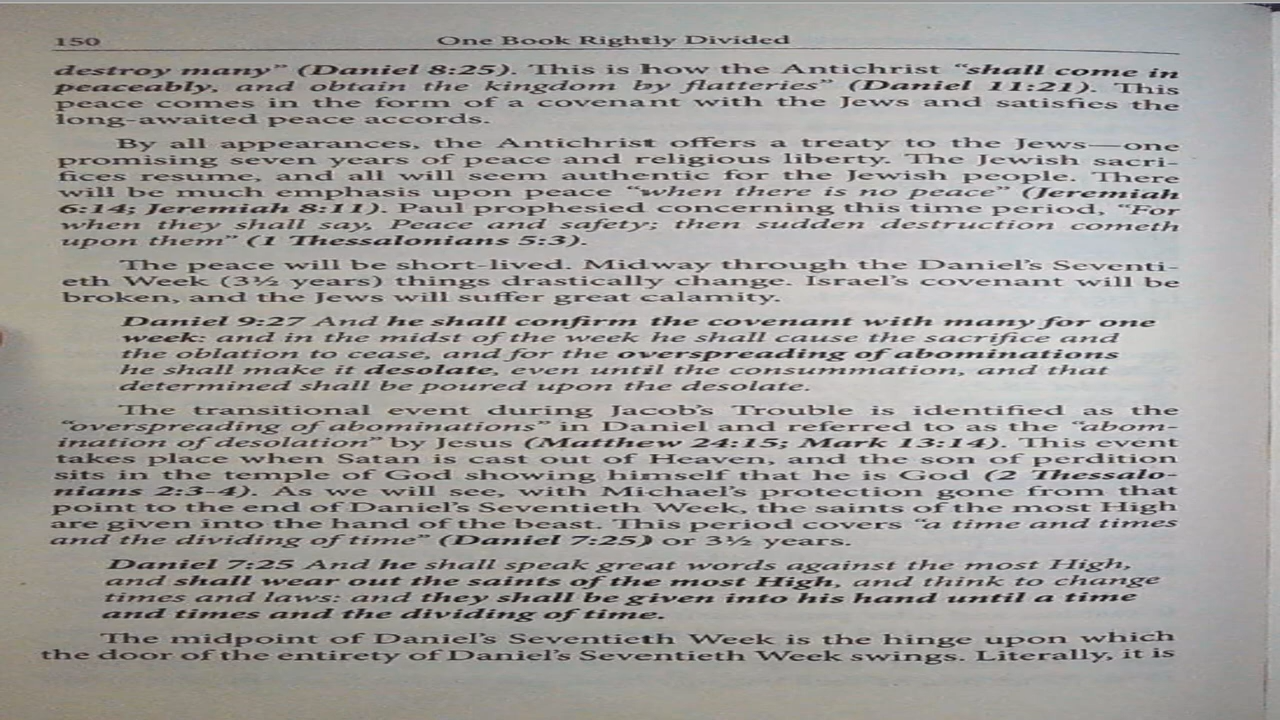 150
One Book Rightly Divided
destroy many” (Daniel 8:25). This is how the Antichrist “shall come in
peaceably, and obtain the kingdom by flatteries” (Daniel 11:21). This
peace comes in the form of a covenant with the Jews and satisfies the
long-awaited peace accords.
By all appearances, the Antichrist offers a treaty to the Jews—one
promising seven years of peace and religious liberty. The Jewish sacri-
fices resume, and all will seem authentic for the Jewish people. There
will be much emphasis upon peace “when there is no peace” (Jeremiah
6:14; Jeremiah 8:11). Paul prophesied concerning this time period, “For
when they shall say, Peace and safety; then sudden destruction cometh
upon them” (1 Thessalonians 5:3).
The peace will be short-lived. Midway through the Daniel’s Seventi-
eth Week (3½ years) things drastically change. Israel’s covenant will be
broken, and the Jews will suffer great calamity.
Daniel 9:27 And he shall confirm the covenant with many for one
week: and in the midst of the week he shall cause the sacrifice and
the oblation to cease, and for the overspreading of abominations
he shall make it desolate, even until the consummation, and that
determined shall be poured upon the desolate.
The transitional event during Jacob’s Trouble is identified as the
“overspreading of abominations” in Daniel and referred to as the “abom-
ination of desolation” by Jesus (Matthew 24:15; Mark 13:14). This event
takes place when Satan is cast out of Heaven, and the son of perdition
sits in the temple of God showing himself that he is God (2 Thessalo-
nians 2:3-4). As we will see, with Michael’s protection gone from that
point to the end of Daniel’s Seventieth Week, the saints of the most High
are given into the hand of the beast. This period covers “a time and times
and the dividing of time” (Daniel 7:25) or 3½ years.
Daniel 7:25 And he shall speak great words against the most High,
and shall wear out the saints of the most High, and think to change
times and laws: and they shall be given into his hand until a time
and times and the dividing of time.
The midpoint of Daniel’s Seventieth Week is the hinge upon which
the door of the entirety of Daniel’s Seventieth Week swings. Literally, it is